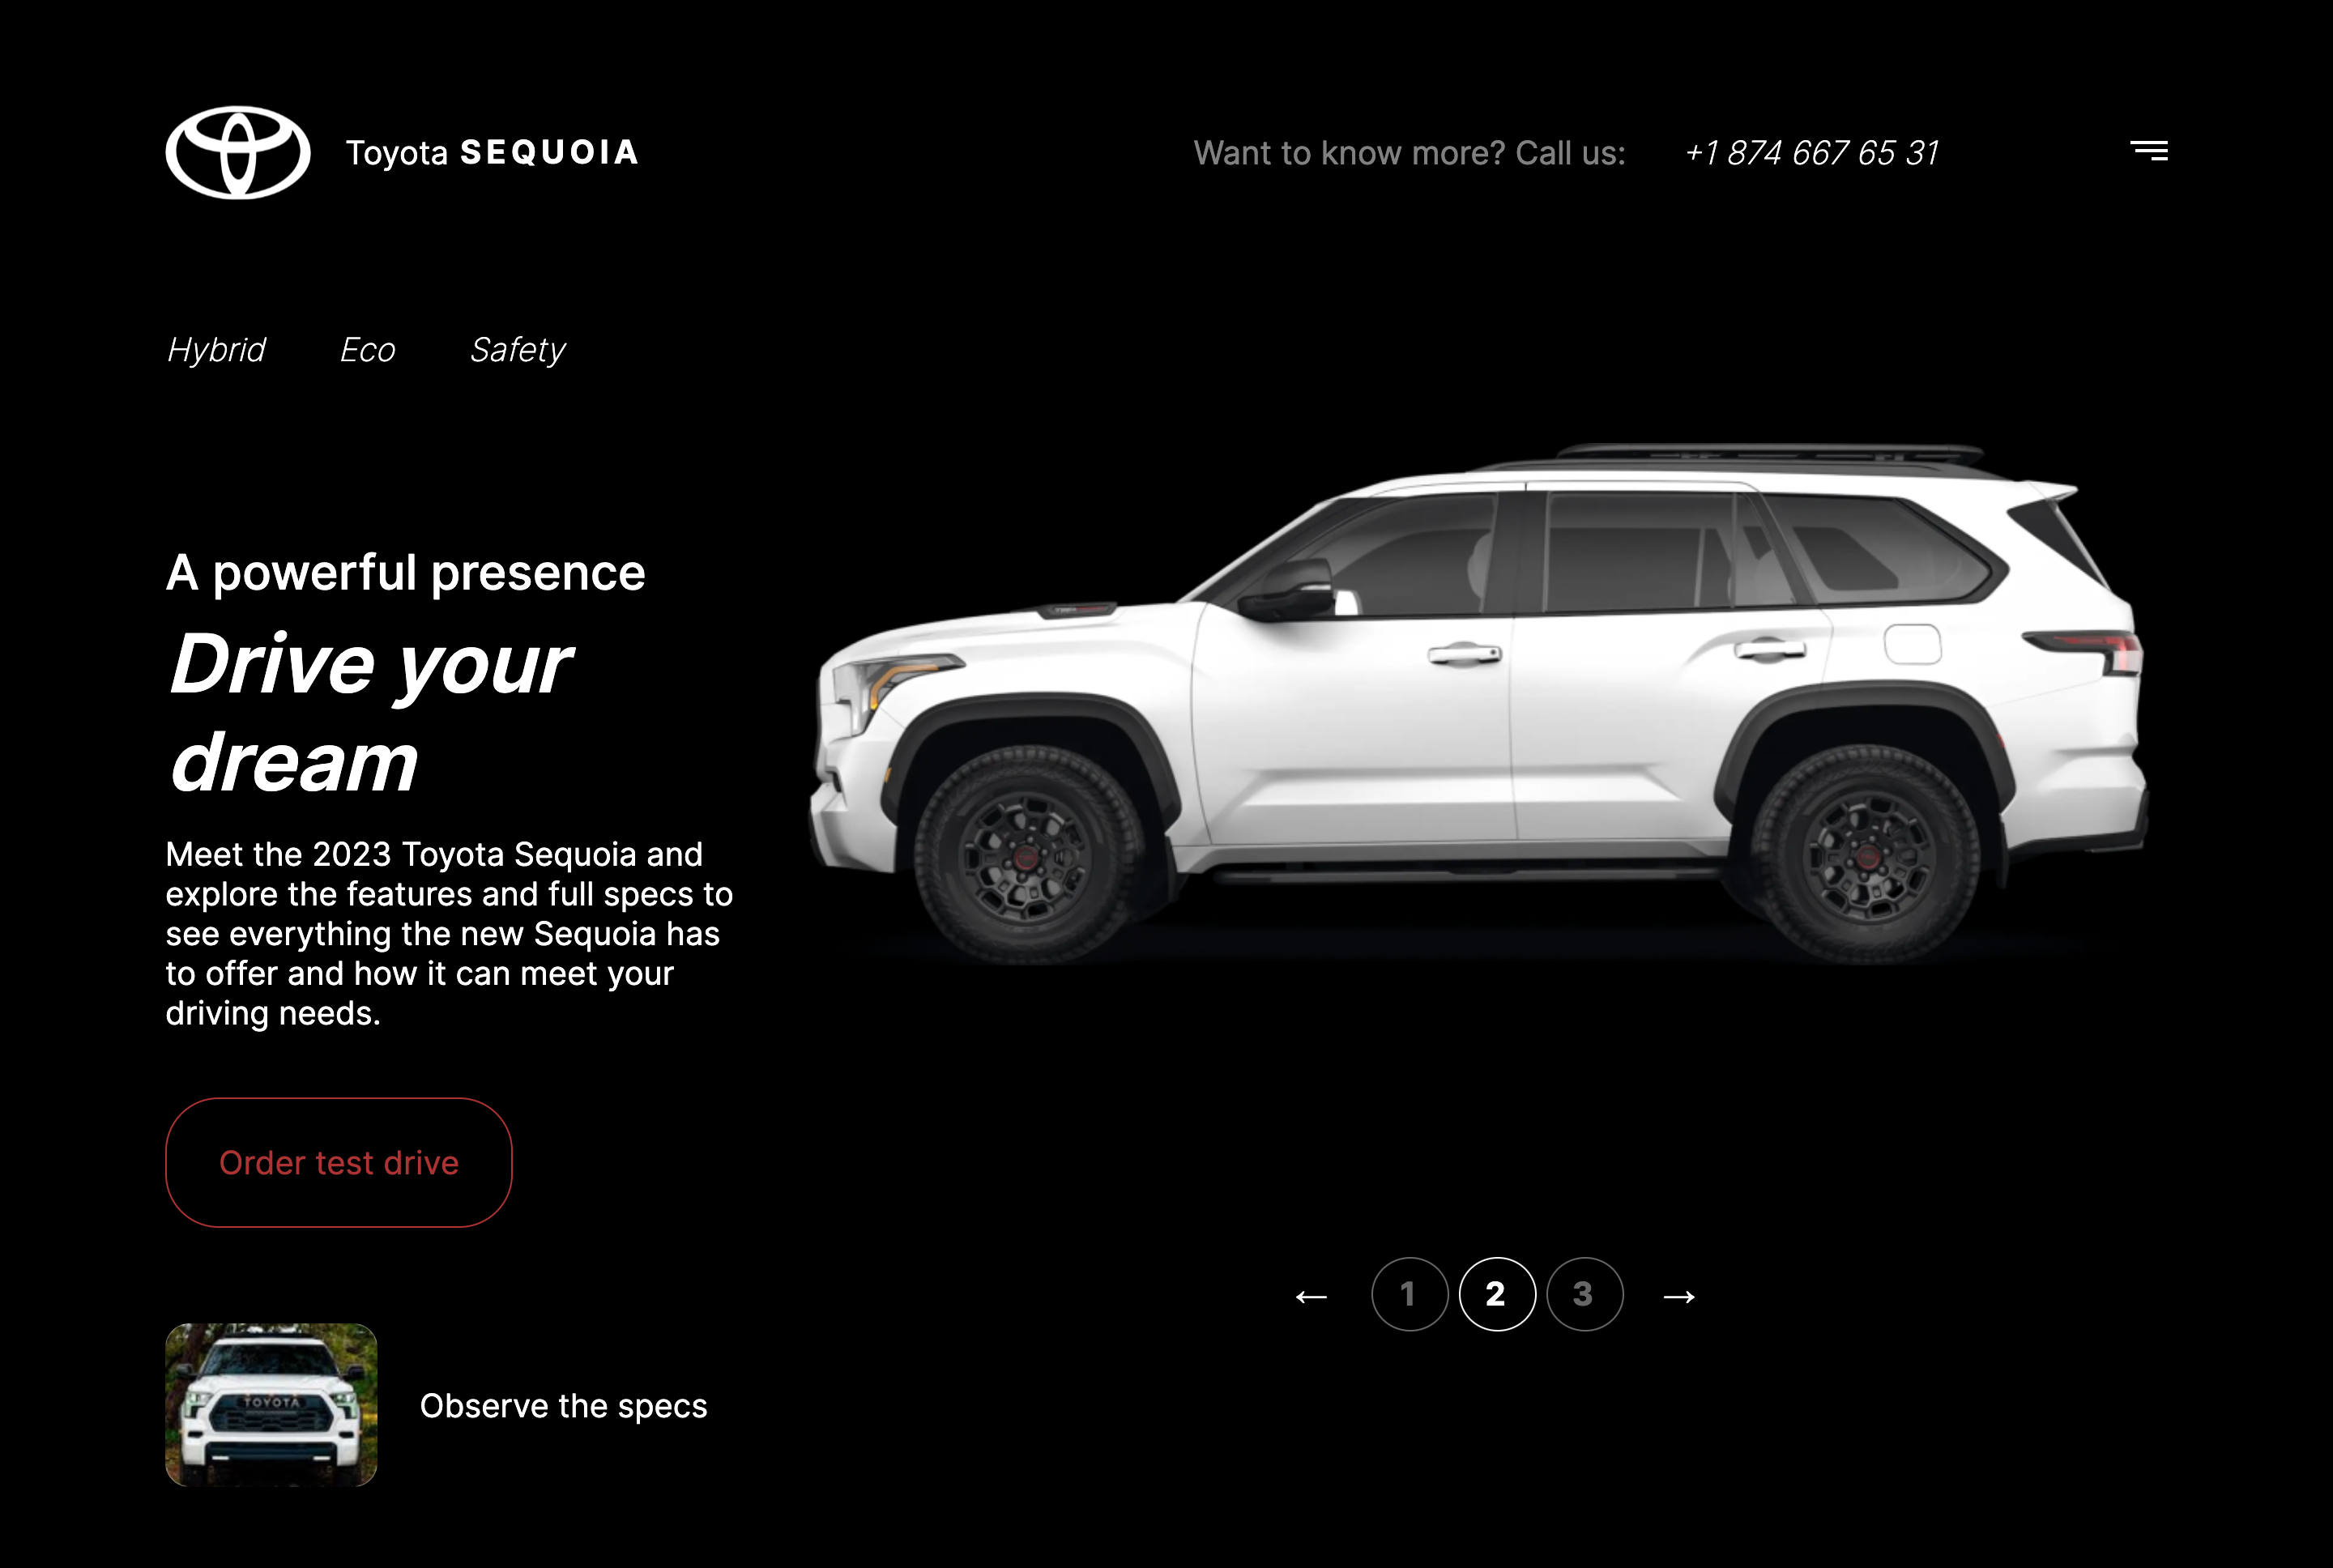 Toyota SEQUOIA
Want to know more? Call us: +1 874 667 65 31
Hybrid Eco Safety
A powerful presence
Drive your
dream
Meet the 2023 Toyota Sequoia and
explore the features and full specs to
see everything the new Sequoia has
to offer and how it can meet your
driving needs.
Order test drive
← 1 2 3 →
TOYOTA
Observe the specs